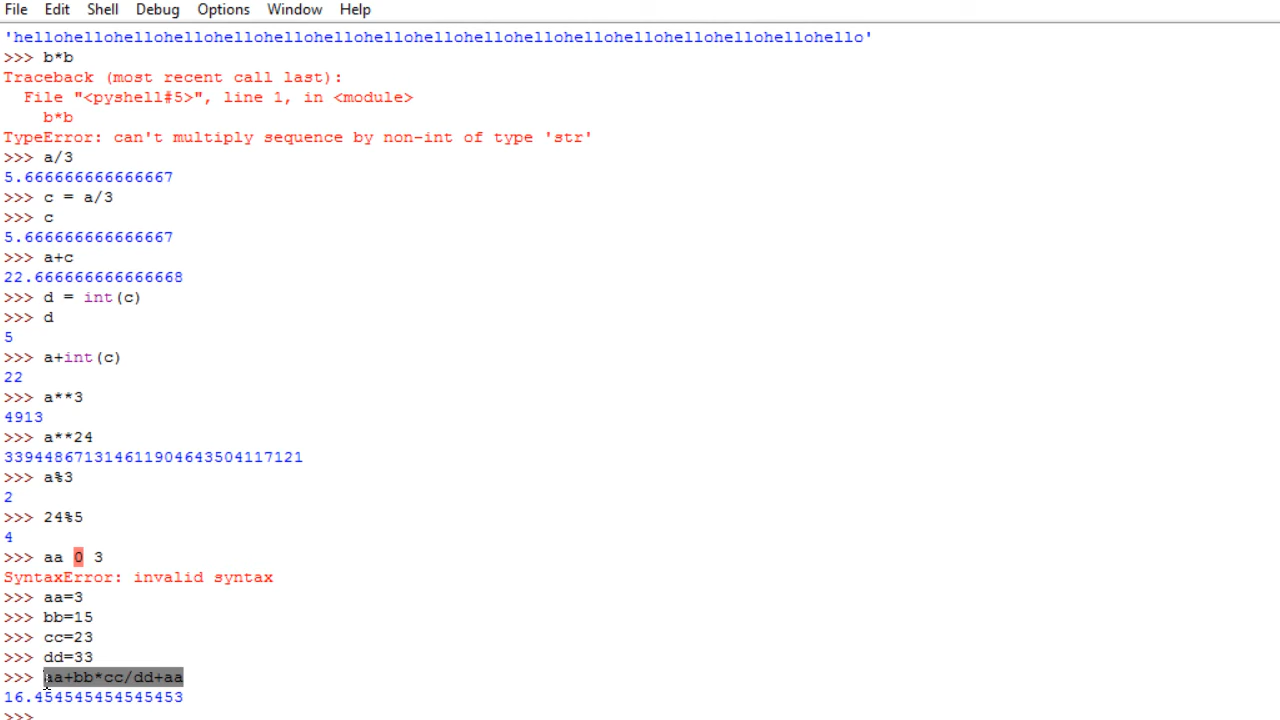 File Edit Shell Debug Options Window Help
'hellohellohellohellohellohellohellohellohellohellohellohellohellohellohellohellohello'
>>> b*b
Traceback (most recent call last):
  File "<pyshell#5>", line 1, in <module>
    b*b
TypeError: can't multiply sequence by non-int of type 'str'
>>> a/3
5.666666666666667
>>> c = a/3
>>> c
5.666666666666667
>>> a+c
22.666666666666668
>>> d = int(c)
>>> d
5
>>> a+int(c)
22
>>> a**3
4913
>>> a**24
339448671314611904643504117121
>>> a%3
2
>>> 24%5
4
>>> aa 0 3
SyntaxError: invalid syntax
>>> aa=3
>>> bb=15
>>> cc=23
>>> dd=33
>>> aa+bb*cc/dd+aa
16.454545454545453
>>>